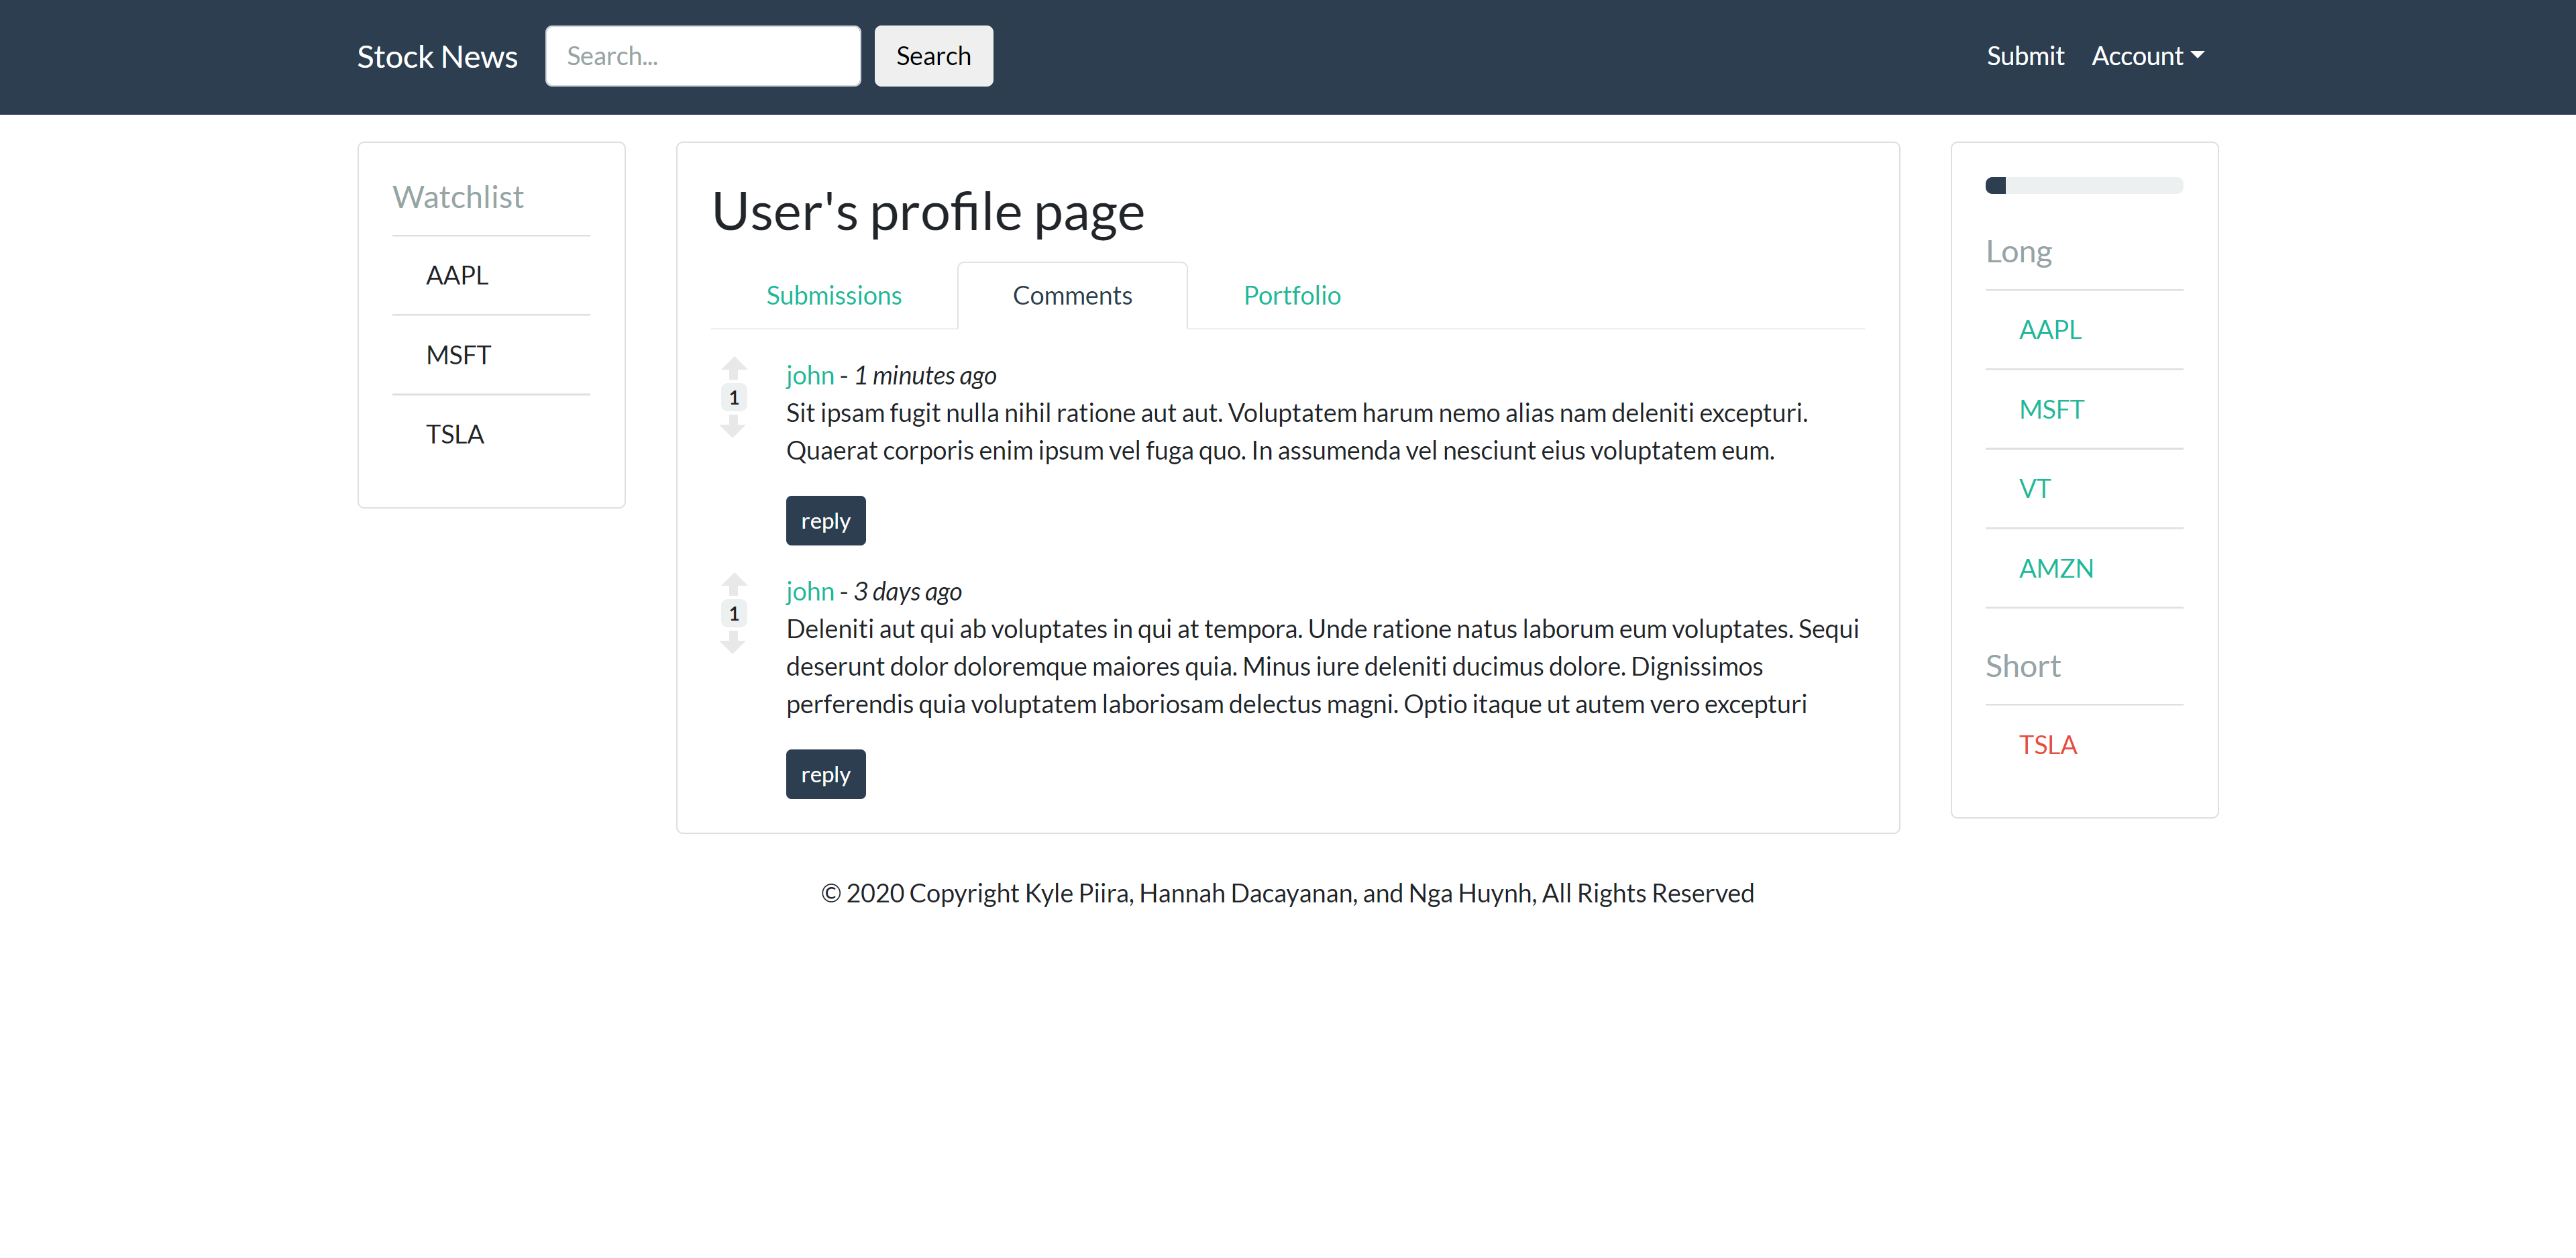 Stock News
Search...
Search
Submit
Account
Watchlist
AAPL
MSFT
TSLA
User's profile page
Submissions
Comments
Portfolio
1
john - 1 minutes ago
Sit ipsam fugit nulla nihil ratione aut aut. Voluptatem harum nemo alias nam deleniti excepturi.
Quaerat corporis enim ipsum vel fuga quo. In assumenda vel nesciunt eius voluptatem eum.
reply
1
john - 3 days ago
Deleniti aut qui ab voluptates in qui at tempora. Unde ratione natus laborum eum voluptates. Sequi
deserunt dolor doloremque maiores quia. Minus iure deleniti ducimus dolore. Dignissimos
perferendis quia voluptatem laboriosam delectus magni. Optio itaque ut autem vero excepturi
reply
Long
AAPL
MSFT
VT
AMZN
Short
TSLA
© 2020 Copyright Kyle Piira, Hannah Dacayanan, and Nga Huynh, All Rights Reserved